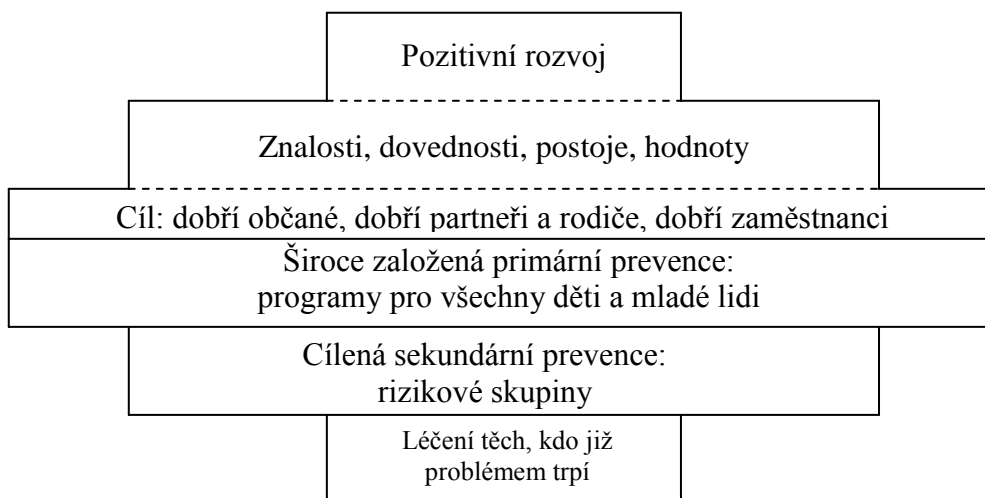 Pozitivní rozvoj
Znalosti, dovednosti, postoje, hodnoty
Cíl: dobří občané, dobří partneři a rodiče, dobří zaměstnanci
Široce založená primární prevence:
programy pro všechny děti a mladé lidi
Cílená sekundární prevence:
rizikové skupiny
Léčení těch, kdo již
problémem trpí